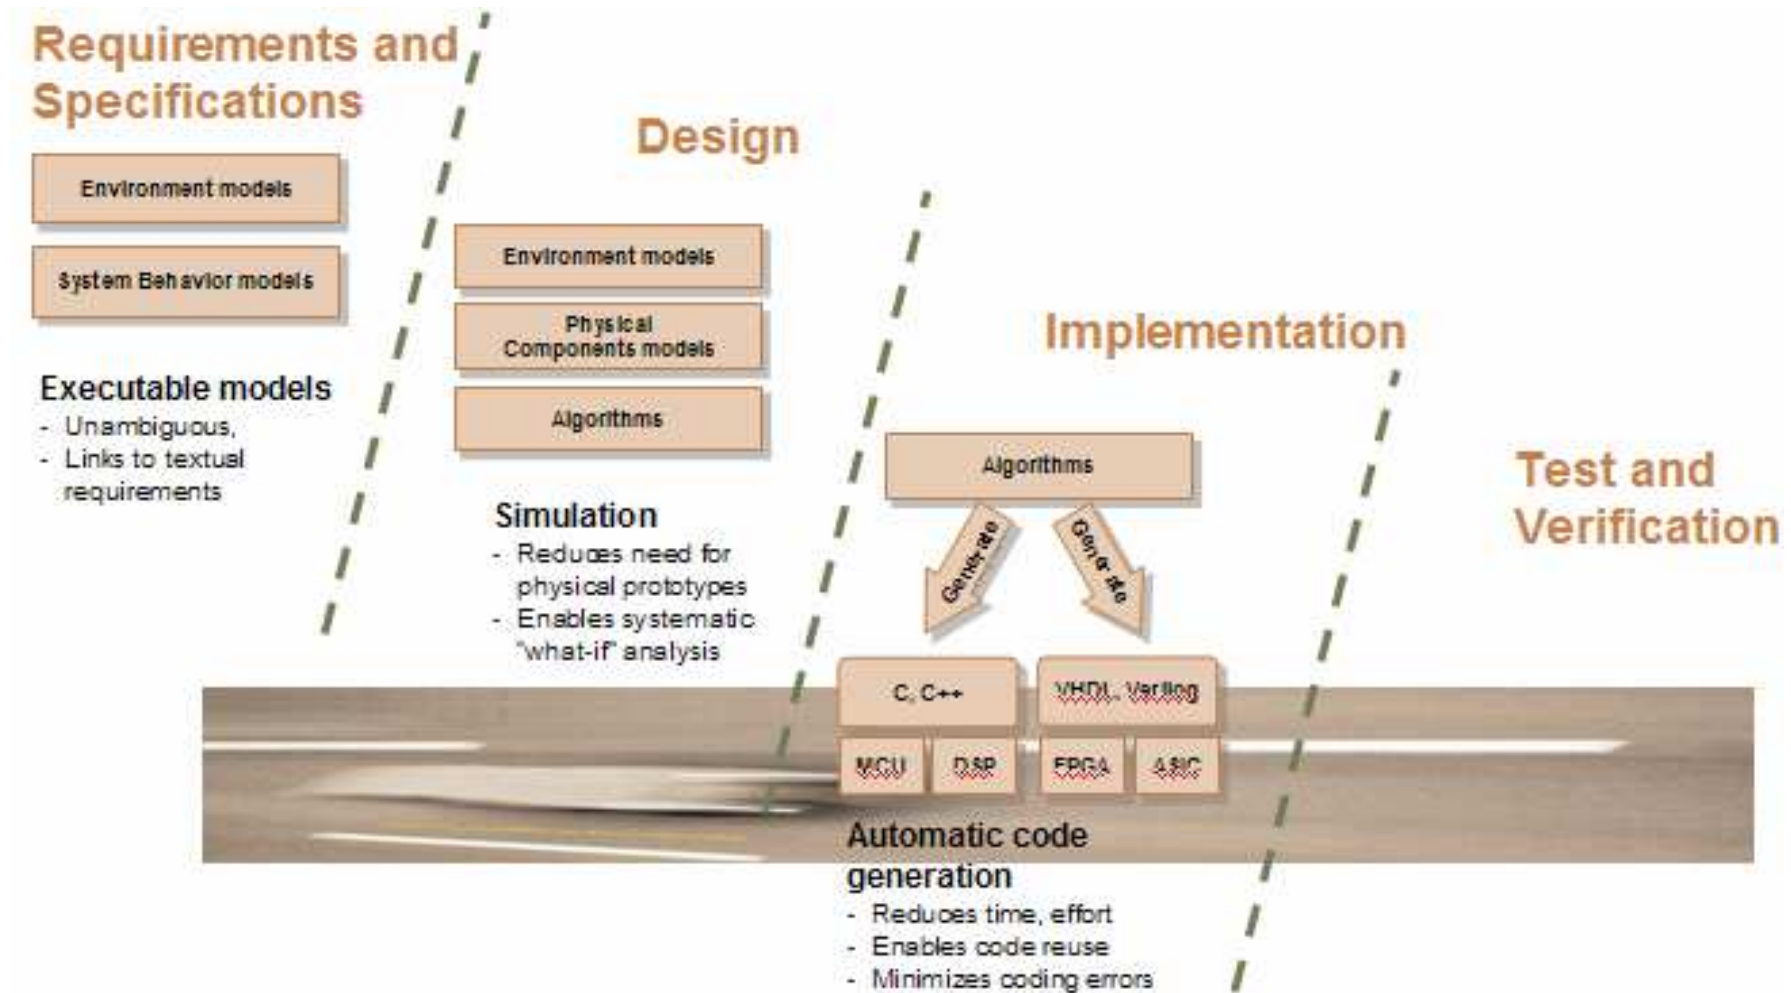 Requirements and
Specifications
Environment models
System Behavior models
Executable models
- Unambiguous,
- Links to textual
requirements
Design
Environment models
Physical
Components models
Algorithms
Simulation
- Reduces need for
physical prototypes
- Enables systematic
"what-if" analysis
Implementation
Algorithms
Generate
Generate
C, C++
VHDL, Verilog
MCU
DSP
FPGA
ASIC
Automatic code
generation
- Reduces time, effort
- Enables code reuse
- Minimizes coding errors
Test and
Verification